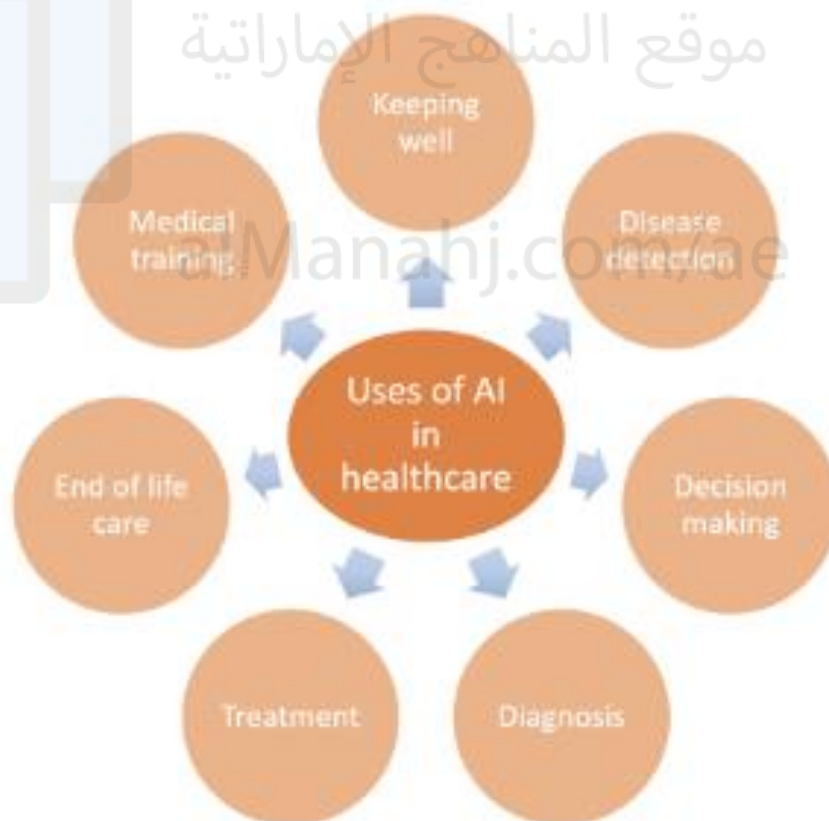 موقع المناهج الإماراتية
Keeping
well
Disease
detection
alManahj.com/ae
Medical
training
Uses of AI
in
healthcare
Decision
making
End of life
care
Diagnosis
Treatment